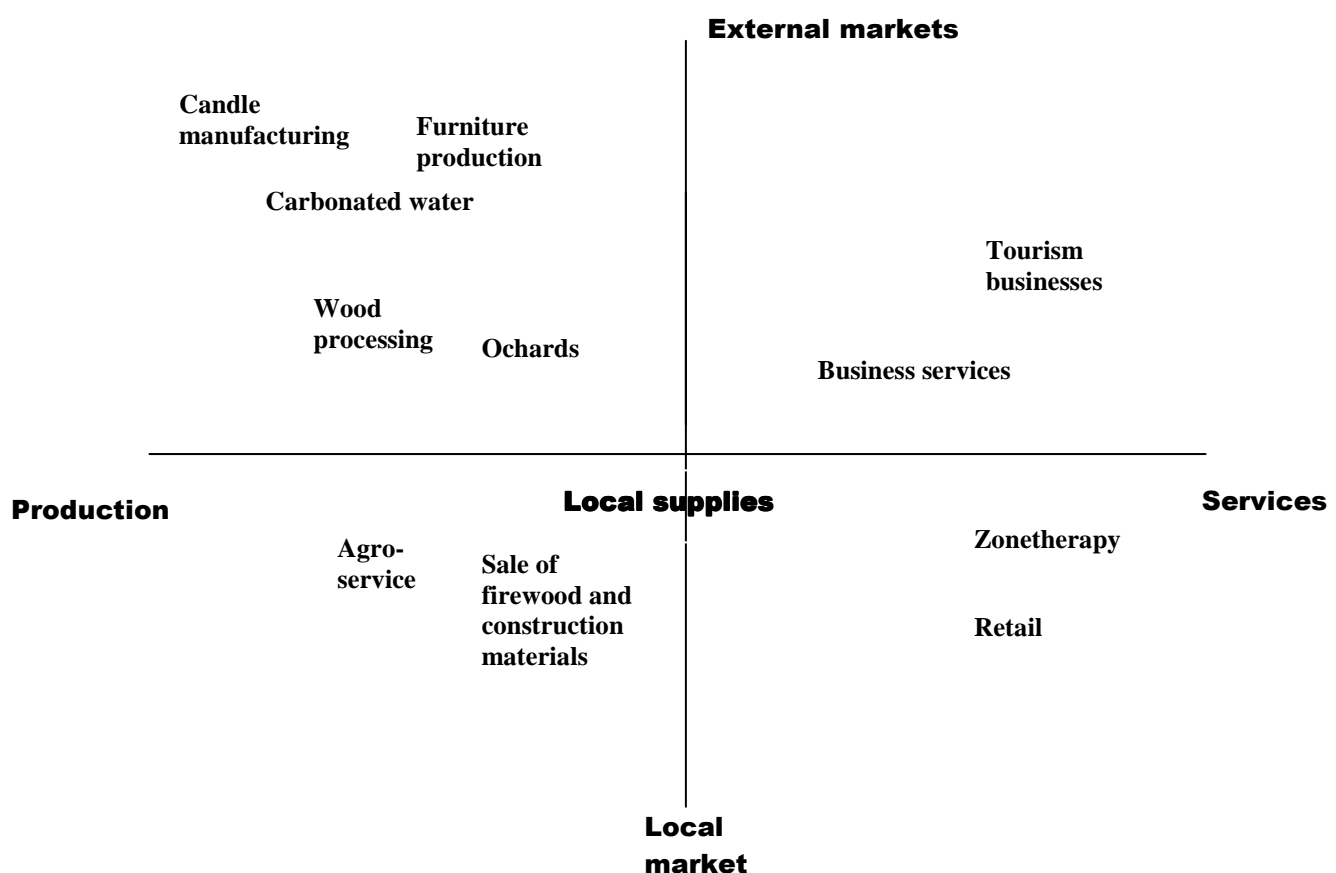 External markets
Candle
manufacturing
Furniture
production
Carbonated water
Tourism
businesses
Wood
processing
Ochards
Business services
Production
Local supplies
Services
Agro-
service
Sale of
firewood and
construction
materials
Zonetherapy
Retail
Local
market